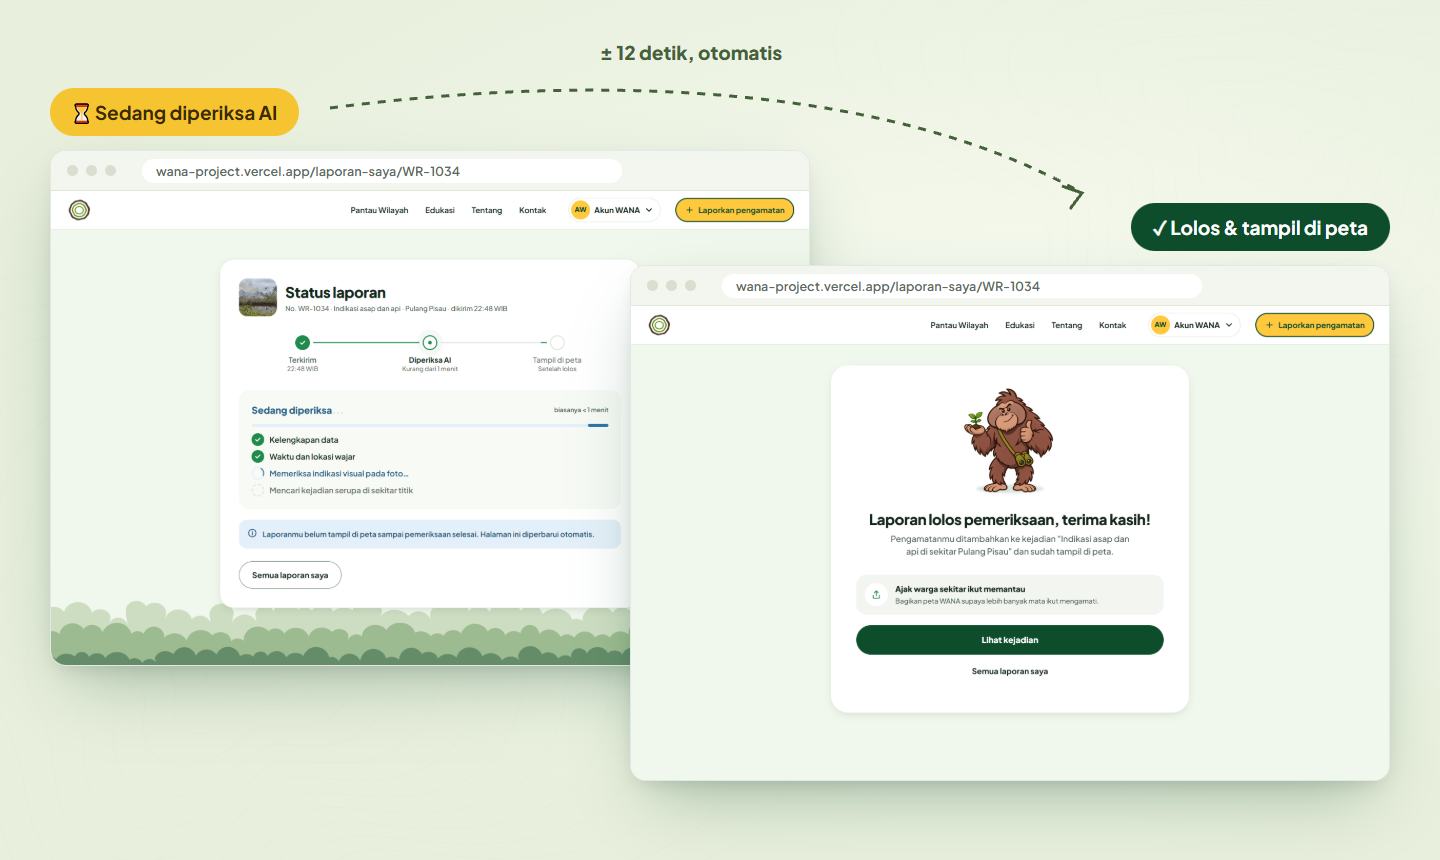 ± 12 detik, otomatis
Sedang diperiksa AI
wana-project.vercel.app/laporan-saya/WR-1034
Pantau Wilayah Edukasi Tentang Kontak AW Akun WANA + Laporkan pengamatan
Status laporan
No. WR-1034 · Indikasi asap dan api · Pulang Pisau · dikirim 22:48 WIB
Terkirim
22:48 WIB
Diperiksa AI
Kurang dari 1 menit
Tampil di peta
Setelah lolos
Sedang diperiksa...
biasanya < 1 menit
Kelengkapan data
Waktu dan lokasi wajar
Memeriksa indikasi visual pada foto...
Mencari kejadian serupa di sekitar titik
Laporanmu belum tampil di peta sampai pemeriksaan selesai. Halaman ini diperbarui otomatis.
Semua laporan saya
✓ Lolos & tampil di peta
wana-project.vercel.app/laporan-saya/WR-1034
Pantau Wilayah Edukasi Tentang Kontak AW Akun WANA + Laporkan pengamatan
Laporan lolos pemeriksaan, terima kasih!
Pengamatanmu ditambahkan ke kejadian "Indikasi asap dan
api di sekitar Pulang Pisau" dan sudah tampil di peta.
Ajak warga sekitar ikut memantau
Bagikan peta WANA supaya lebih banyak mata ikut mengamati.
Lihat kejadian
Semua laporan saya